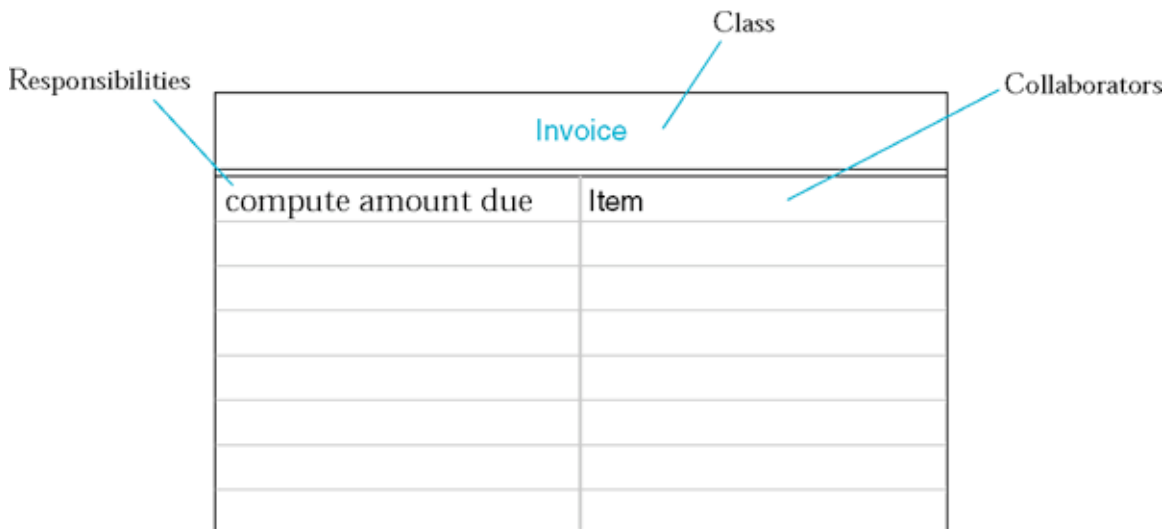 Class
Responsibilities
Collaborators
Invoice
compute amount due
Item